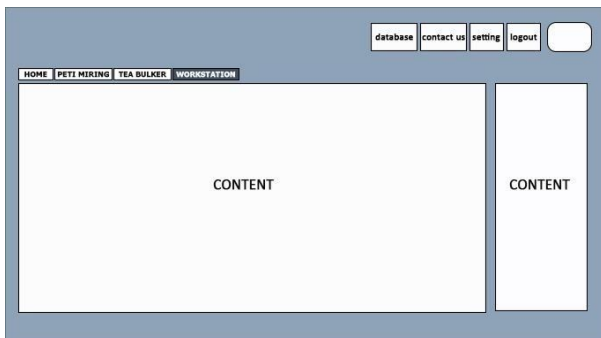 database contact us setting logout
HOME PETI MIRING TEA BULKER WORKSTATION
CONTENT CONTENT